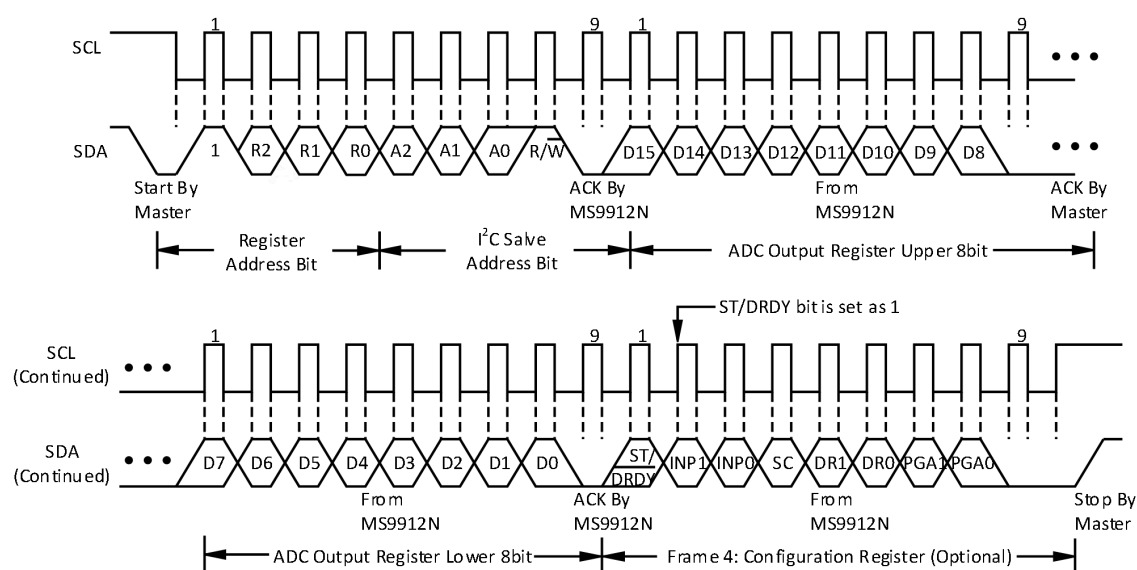 1 9 1 9
SCL
SDA
1 R2 R1 R0 A2 A1 A0 R/W D15 D14 D13 D12 D11 D10 D9 D8
Start By
Master
ACK By
MS9912N
From
MS9912N
ACK By
Master
Register
Address Bit
I²C Salve
Address Bit
ADC Output Register Upper 8bit
ST/DRDY bit is set as 1
1 9 1 9
SCL
(Continued)
SDA
(Continued)
D7 D6 D5 D4 D3 D2 D1 D0 ST/DRDY INP1 INP0 SC DR1 DR0 PGA1 PGA0
From
MS9912N
ACK By
MS9912N
From
MS9912N
Stop By
Master
ADC Output Register Lower 8bit
Frame 4: Configuration Register (Optional)